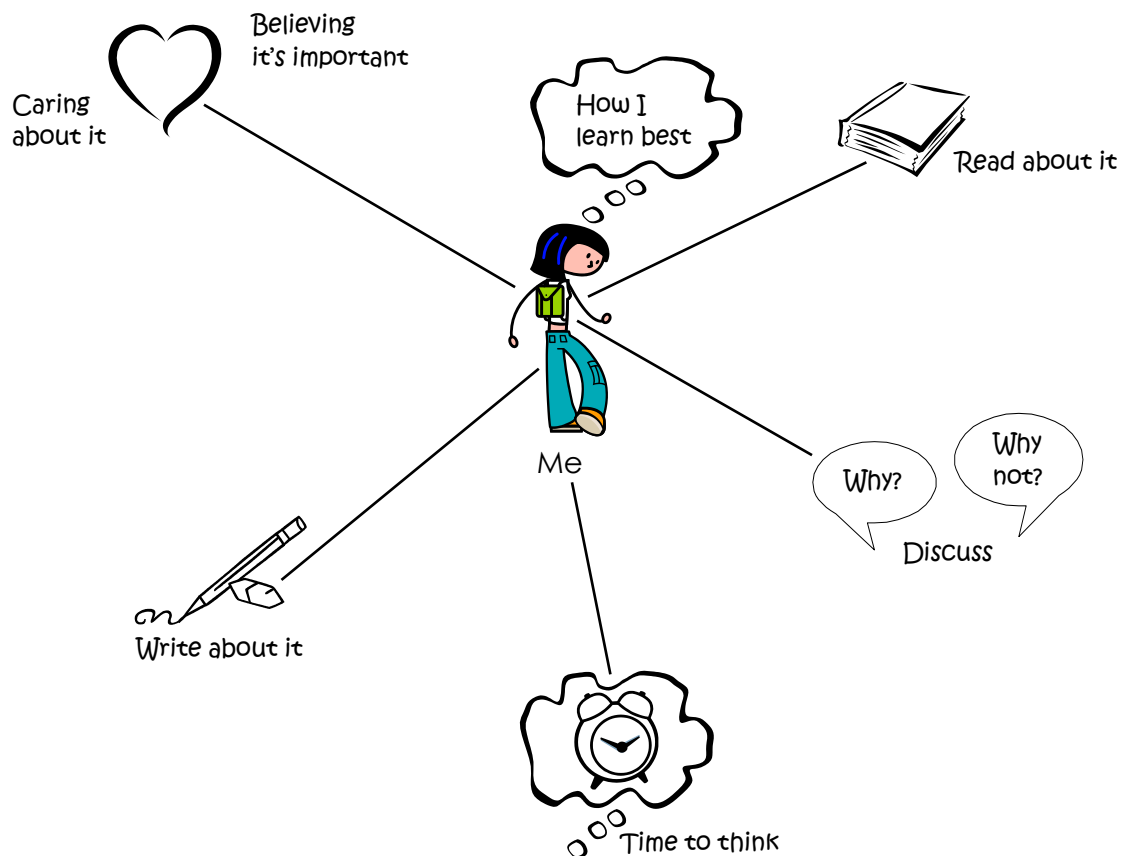 Believing
it's important
Caring
about it
How I
learn best
Read about it
Me
Why?
Why
not?
Discuss
Write about it
Time to think